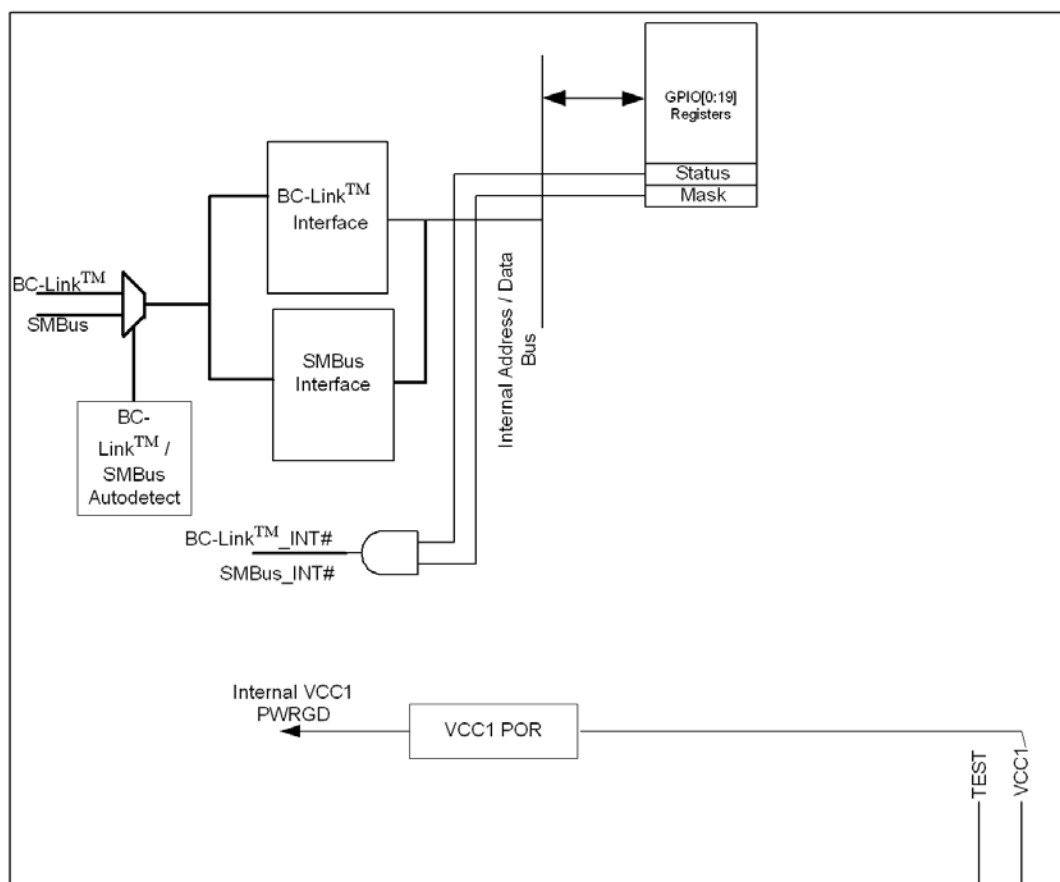 GPIO[0:19]
Registers
Status
Mask
BC-Link™
Interface
BC-Link™
SMBus
SMBus
Interface
Internal Address / Data
Bus
BC-
Link™ /
SMBus
Autodetect
BC-Link™_INT#
SMBus_INT#
Internal VCC1
PWRGD
VCC1 POR
TEST
VCC1